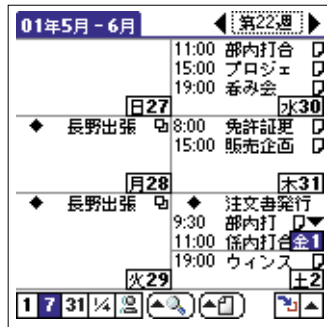 01年5月-6月
第22週
日27
◆ 長野出張
月28
◆ 長野出張
火29
11:00 部内打合
15:00 プロジェ
19:00 呑み会
水30
8:00 免許証更
15:00 販売企画
木31
◆ 注文書発行
9:30 部内打
11:00 係内打合
金1
19:00 ウィンス
土2
1 7 31 1/4